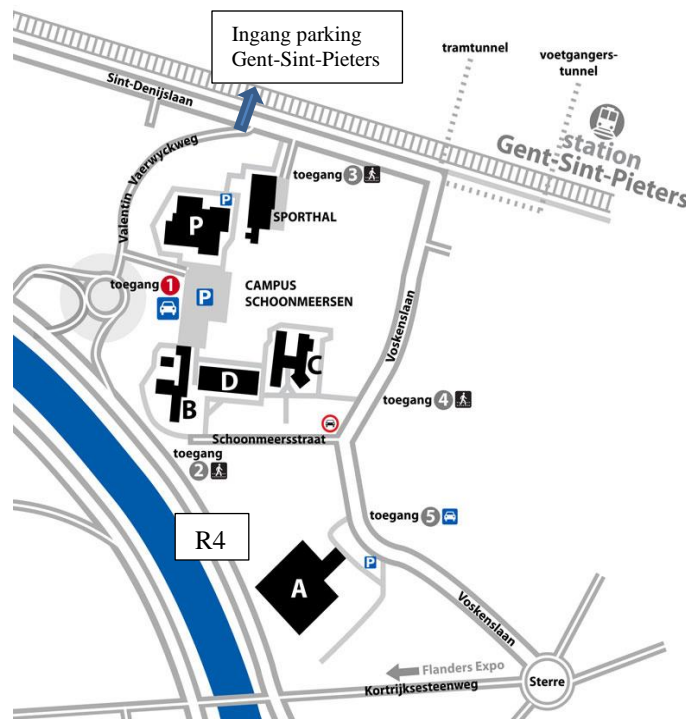 Ingang parking
Gent-Sint-Pieters
tramtunnel
voetgangers-
tunnel
Sint-Denijslaan
station
Gent-Sint-Pieters
Valentin Vaerwyckweg
toegang 3
P
P
SPORTHAL
toegang 1
P
CAMPUS
SCHOONMEERSEN
Voskenslaan
C
D
B
toegang 4
Schoonmeersstraat
toegang
2
toegang 5
R4
P
A
Voskenslaan
Flanders Expo
Kortrijksesteenweg
Sterre